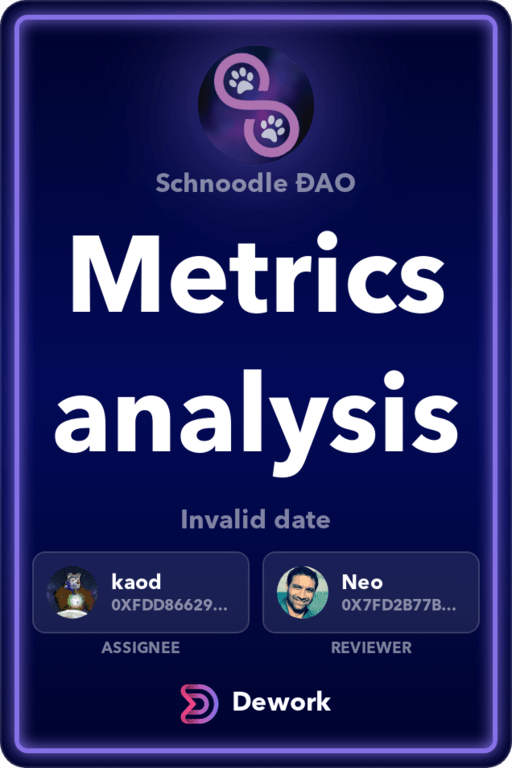 Schnoodle ĐAO
Metrics
analysis
Invalid date
kaod
0XFDD86629...
Neo
0X7FD2B77B...
ASSIGNEE
REVIEWER
Dework